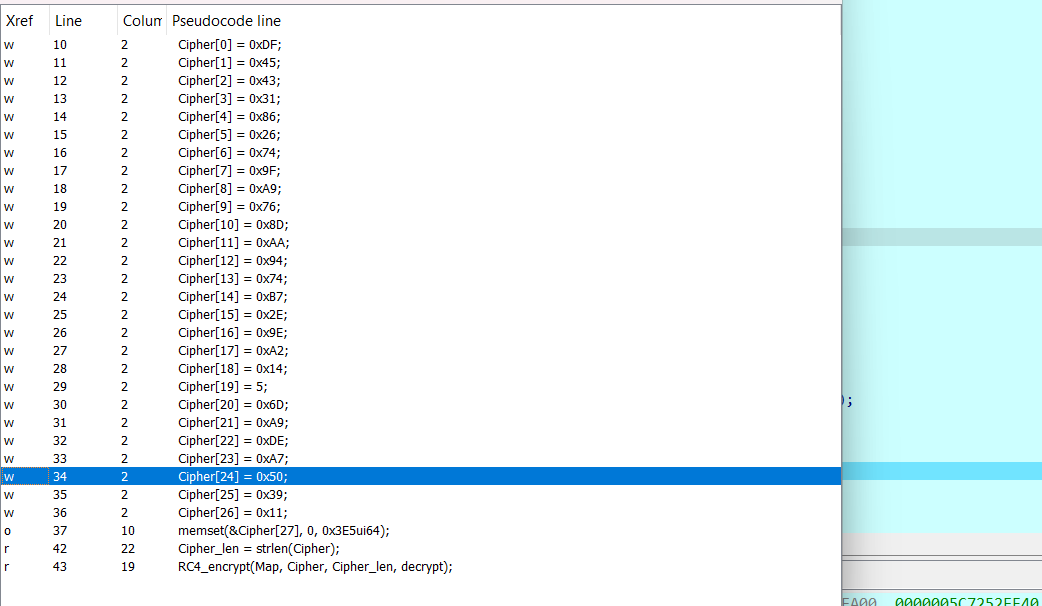 Xref Line Colum Pseudocode line
w 10 2 Cipher[0] = 0xDF;
w 11 2 Cipher[1] = 0x45;
w 12 2 Cipher[2] = 0x43;
w 13 2 Cipher[3] = 0x31;
w 14 2 Cipher[4] = 0x86;
w 15 2 Cipher[5] = 0x26;
w 16 2 Cipher[6] = 0x74;
w 17 2 Cipher[7] = 0x9F;
w 18 2 Cipher[8] = 0xA9;
w 19 2 Cipher[9] = 0x76;
w 20 2 Cipher[10] = 0x8D;
w 21 2 Cipher[11] = 0xAA;
w 22 2 Cipher[12] = 0x94;
w 23 2 Cipher[13] = 0x74;
w 24 2 Cipher[14] = 0xB7;
w 25 2 Cipher[15] = 0x2E;
w 26 2 Cipher[16] = 0x9E;
w 27 2 Cipher[17] = 0xA2;
w 28 2 Cipher[18] = 0x14;
w 29 2 Cipher[19] = 5;
);
w 30 2 Cipher[20] = 0x6D;
w 31 2 Cipher[21] = 0xA9;
w 32 2 Cipher[22] = 0xDE;
w 33 2 Cipher[23] = 0xA7;
w 34 2 Cipher[24] = 0x50;
w 35 2 Cipher[25] = 0x39;
w 36 2 Cipher[26] = 0x11;
o 37 10 memset(&Cipher[27], 0, 0x3E5ui64);
r 42 22 Cipher_len = strlen(Cipher);
r 43 19 RC4_encrypt(Map, Cipher, Cipher_len, decrypt);